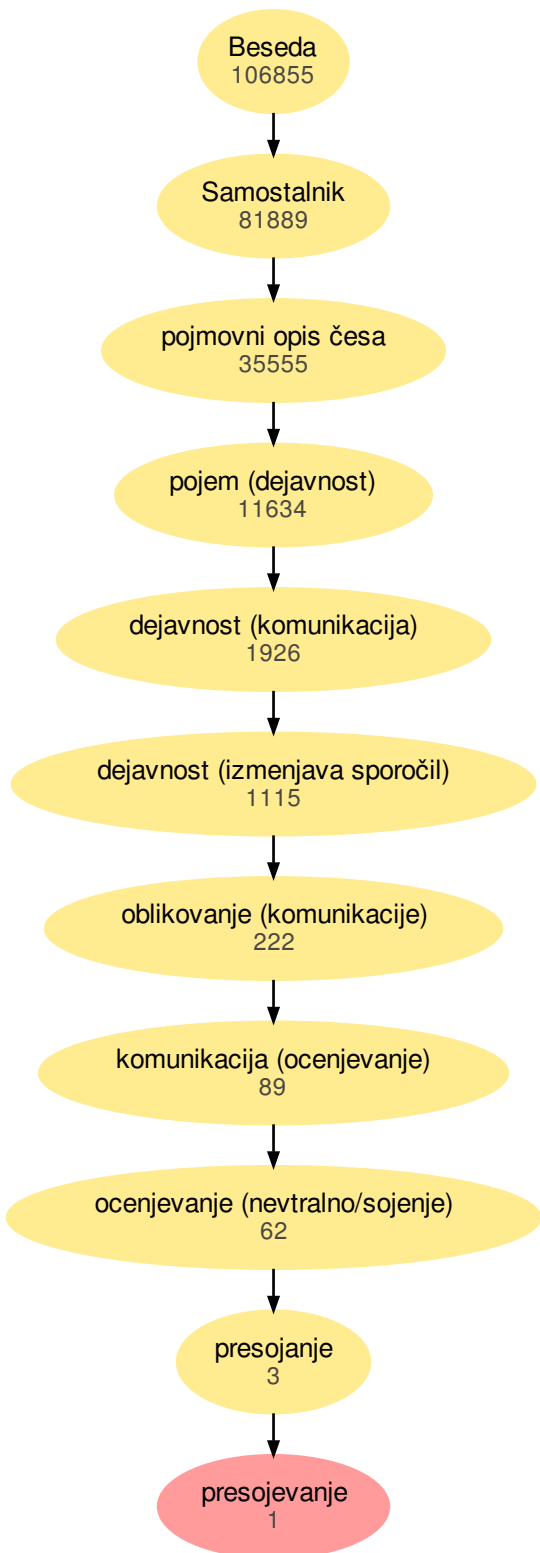 Beseda
106855
Samostalnik
81889
pojmovni opis česa
35555
pojem (dejavnost)
11634
dejavnost (komunikacija)
1926
dejavnost (izmenjava sporočil)
1115
oblikovanje (komunikacije)
222
komunikacija (ocenjevanje)
89
ocenjevanje (nevtralno/sojenje)
62
presojanje
3
presojevanje
1